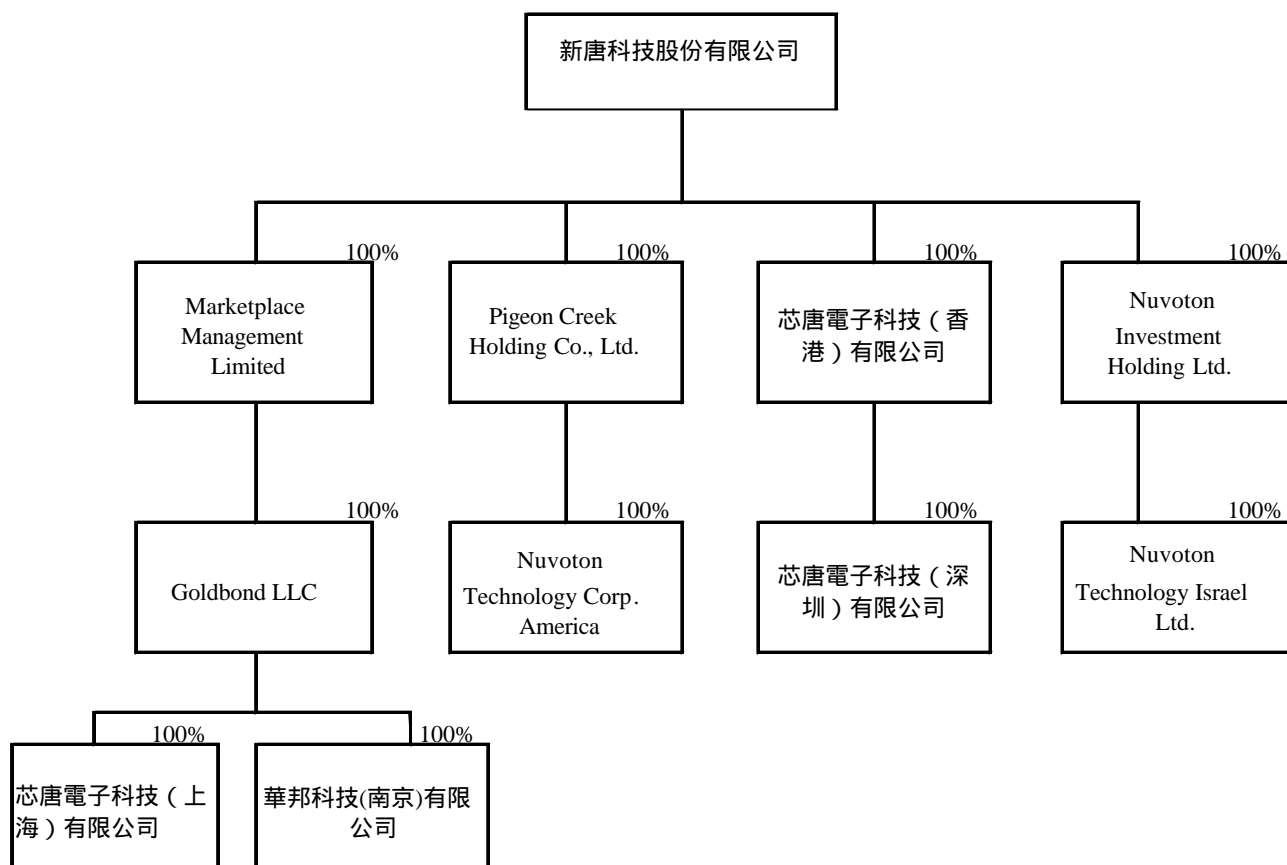 新唐科技股份有限公司
100%
100%
100%
100%
Marketplace
Management
Limited
Pigeon Creek
Holding Co., Ltd.
芯唐電子科技（香
港）有限公司
Nuvoton
Investment
Holding Ltd.
100%
100%
100%
100%
Goldbond LLC
Nuvoton
Technology Corp.
America
芯唐電子科技（深
圳）有限公司
Nuvoton
Technology Israel
Ltd.
100%
100%
芯唐電子科技（上
海）有限公司
華邦科技(南京)有限
公司